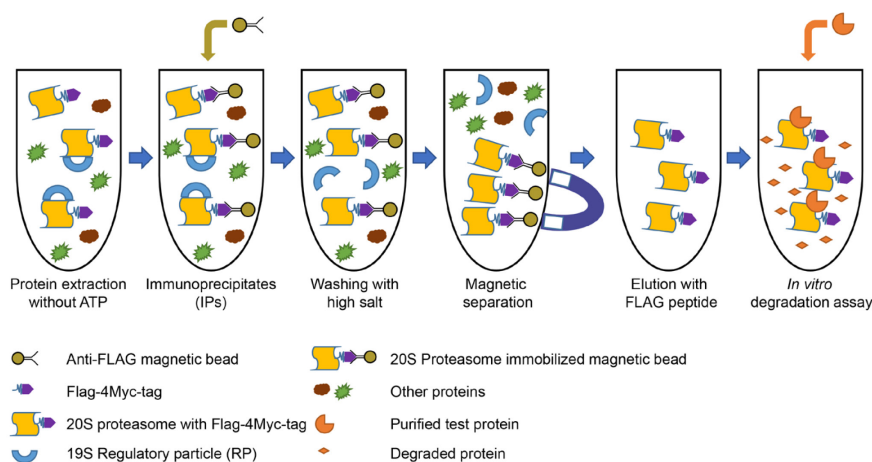 Protein extraction
without ATP
Immunoprecipitates
(IPs)
Washing with
high salt
Magnetic
separation
Elution with
FLAG peptide
In vitro
degradation assay
Anti-FLAG magnetic bead
Flag-4Myc-tag
20S proteasome with Flag-4Myc-tag
19S Regulatory particle (RP)
20S Proteasome immobilized magnetic bead
Other proteins
Purified test protein
Degraded protein